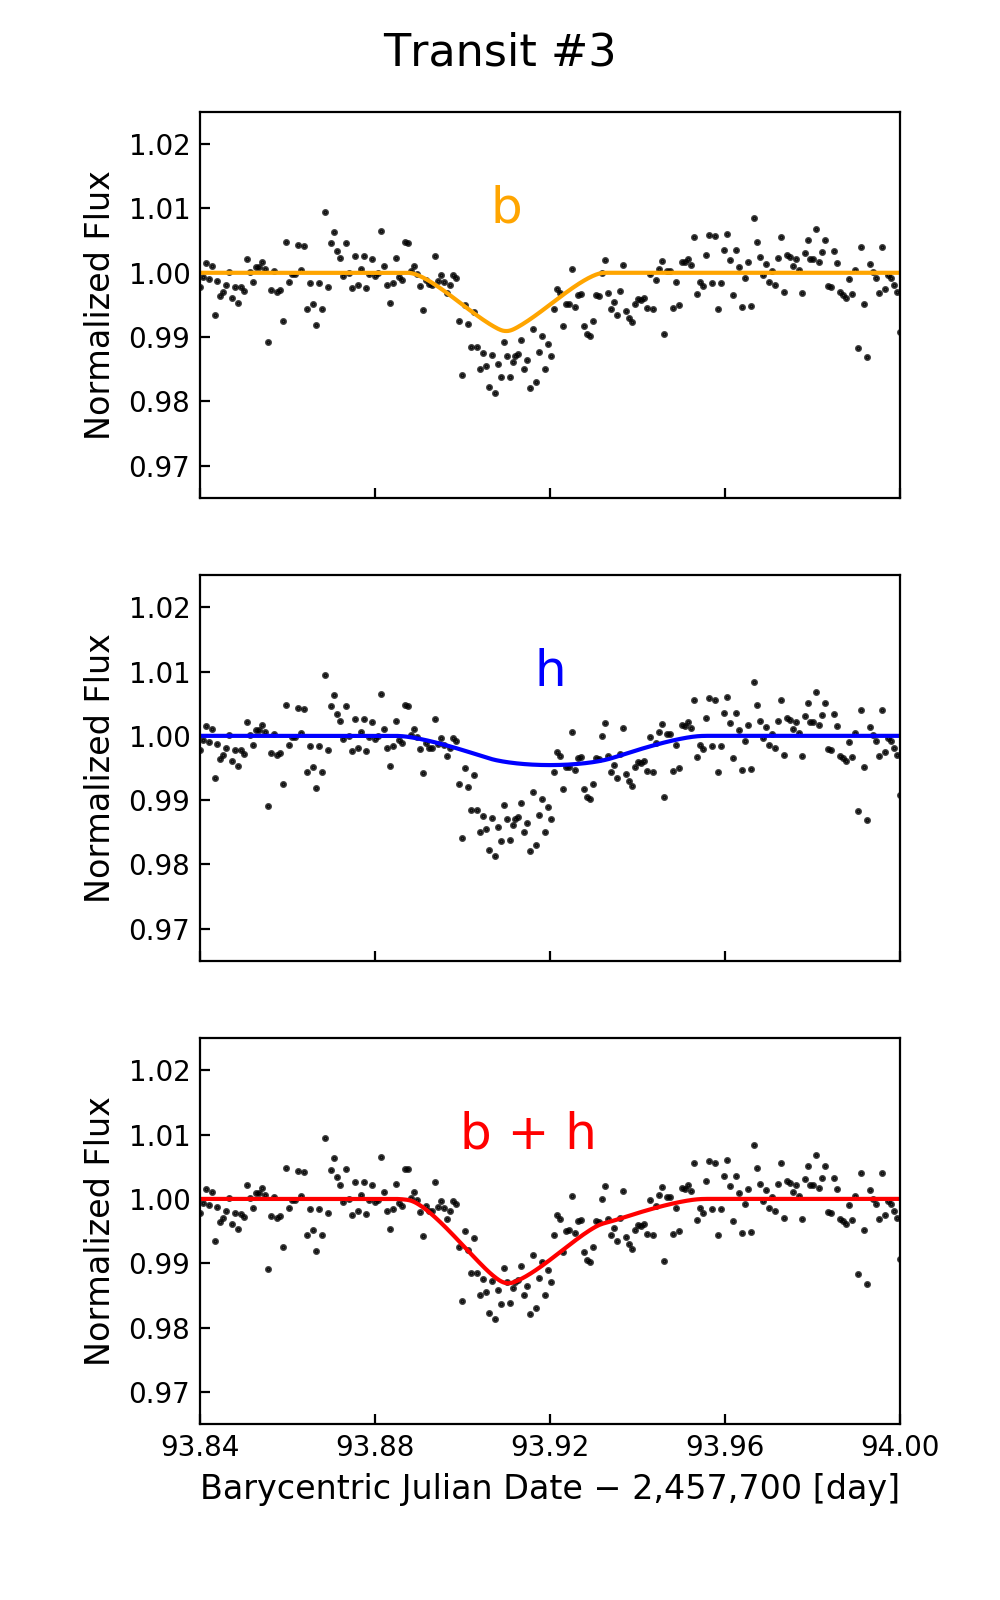 Transit #3
Normalized Flux
1.02
1.01
1.00
0.99
0.98
0.97
b
Normalized Flux
1.02
1.01
1.00
0.99
0.98
0.97
h
Normalized Flux
1.02
1.01
1.00
0.99
0.98
0.97
b + h
93.84 93.88 93.92 93.96 94.00
Barycentric Julian Date − 2,457,700 [day]